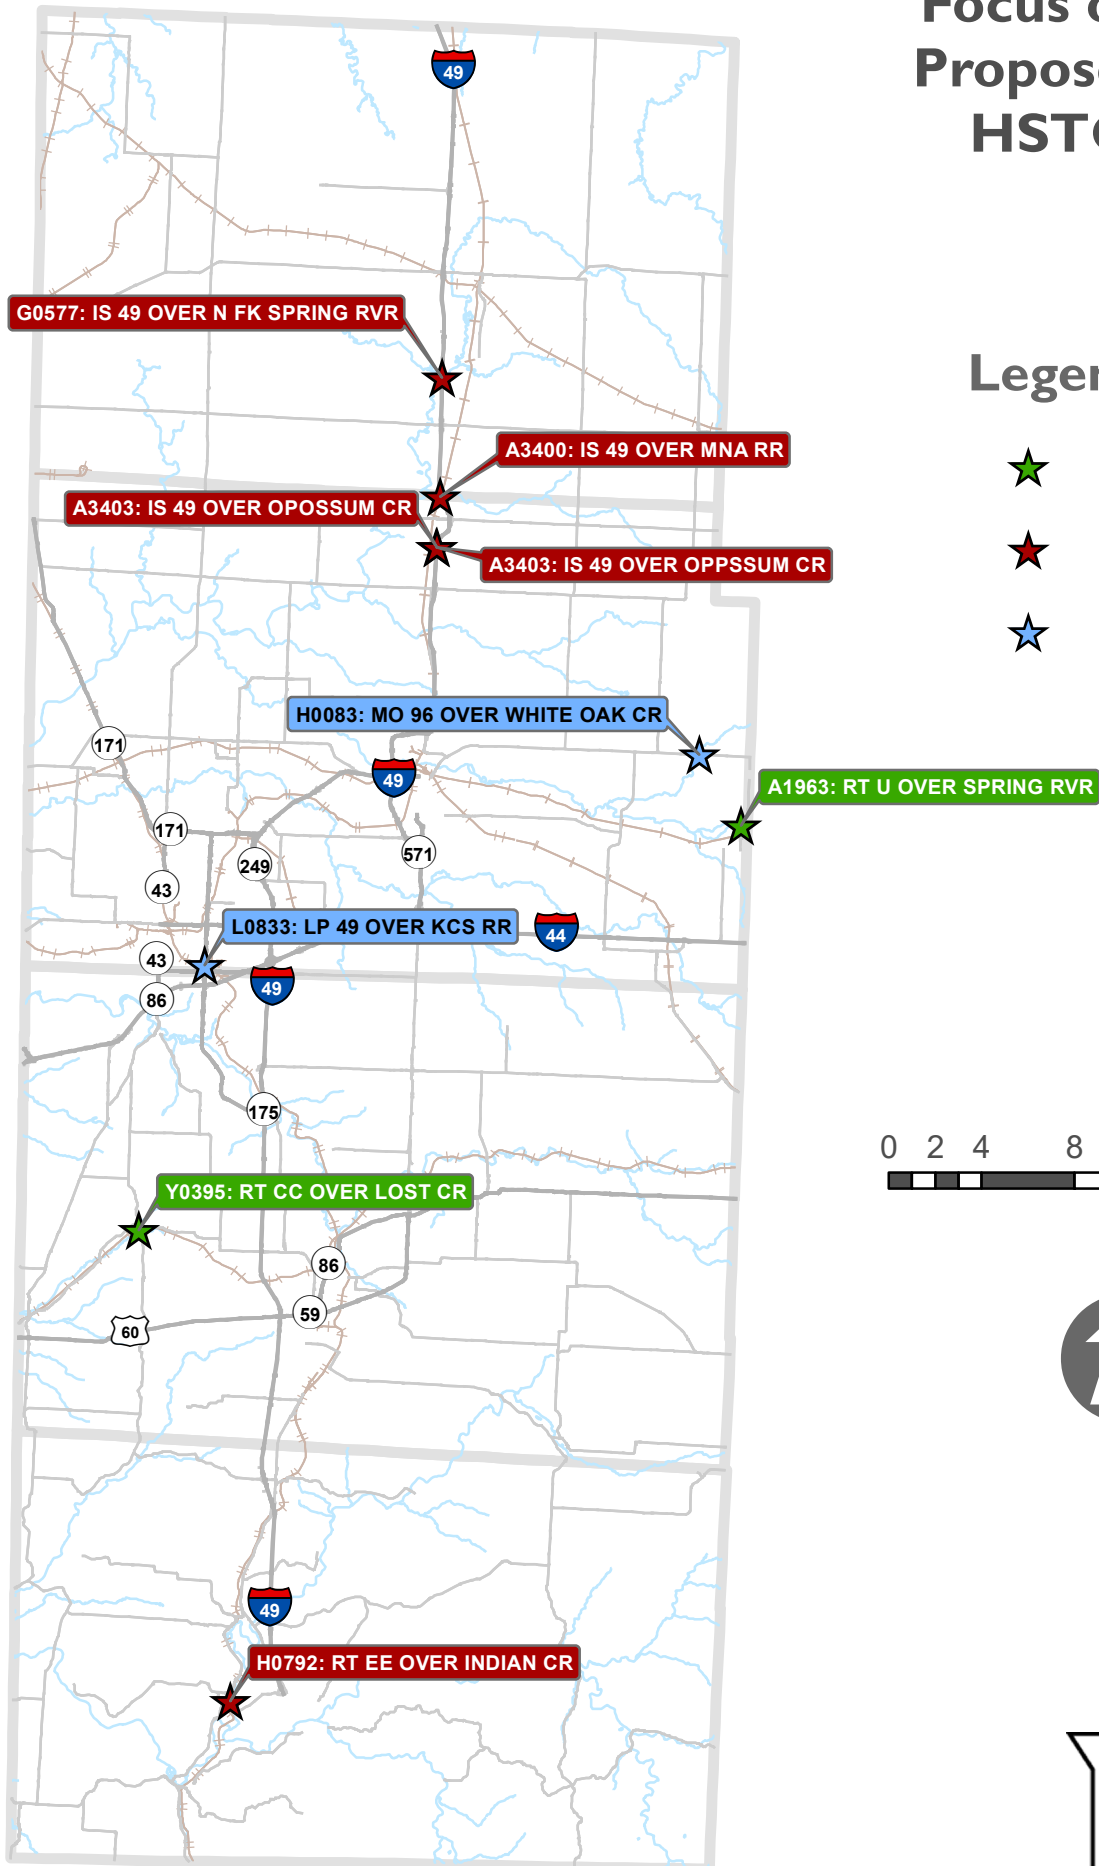 Focus o
Propose
HSTC
49
G0577: IS 49 OVER N FK SPRING RVR
Legen
A3400: IS 49 OVER MNA RR
A3403: IS 49 OVER OPOSSUM CR
A3403: IS 49 OVER OPPSSUM CR
H0083: MO 96 OVER WHITE OAK CR
171
49
A1963: RT U OVER SPRING RVR
171
249
571
43
L0833: LP 49 OVER KCS RR
44
43
49
86
175
0 2 4 8
Y0395: RT CC OVER LOST CR
86
59
60
49
H0792: RT EE OVER INDIAN CR